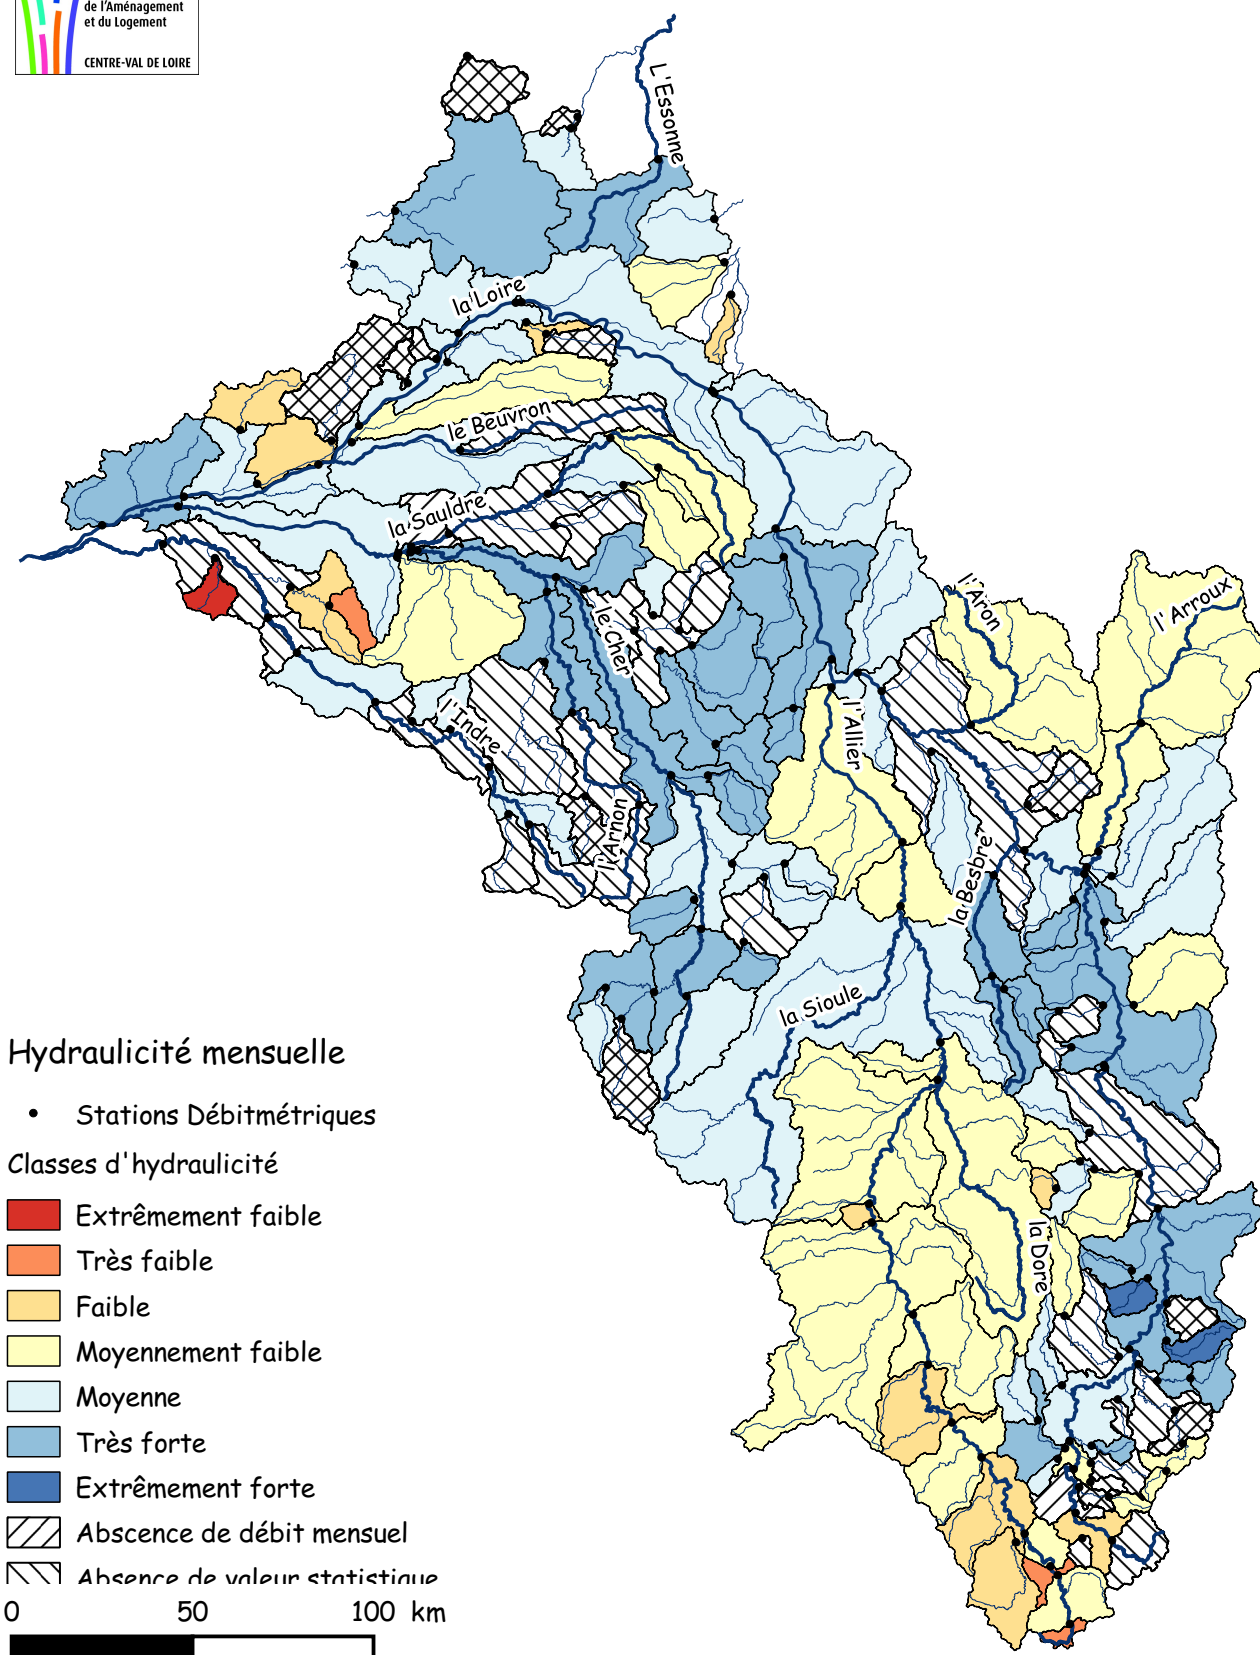 de l'Aménagement
et du Logement
CENTRE-VAL DE LOIRE
L'Essonne
la Loire
le Beuvron
la Sauldre
le Cher
l'Aron
l'Arroux
l'Allier
l'Indre
l'Arnon
la Besbre
la Sioule
la Dore
Hydraulicité mensuelle
Stations Débitmétriques
Classes d'hydraulicité
Extrêmement faible
Très faible
Faible
Moyennement faible
Moyenne
Très forte
Extrêmement forte
Abscence de débit mensuel
Absence de valeur statistique
0 50 100 km